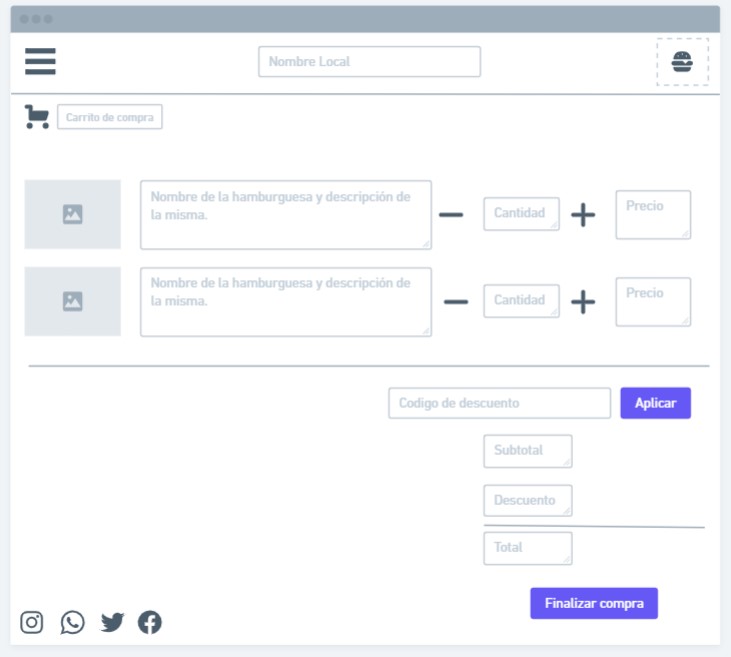 Nombre Local
Carrito de compra
Nombre de la hamburguesa y descripción de
la misma.
Cantidad
Precio
Nombre de la hamburguesa y descripción de
la misma.
Cantidad
Precio
Codigo de descuento
Aplicar
Subtotal
Descuento
Total
Finalizar compra